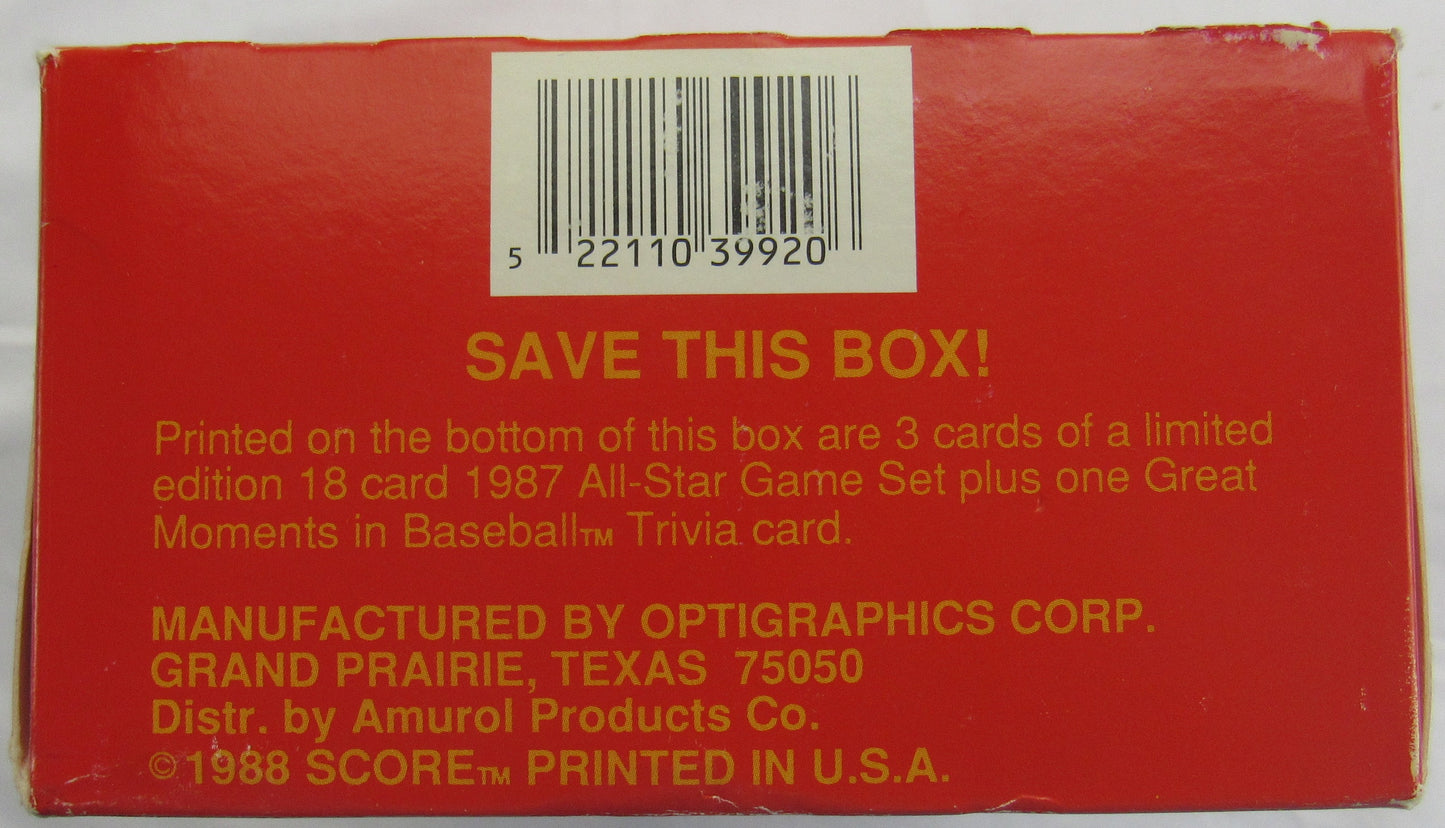 5 22110 39920
SAVE THIS BOX!
Printed on the bottom of this box are 3 cards of a limited
edition 18 card 1987 All-Star Game Set plus one Great
Moments in Baseball™ Trivia card.
MANUFACTURED BY OPTIGRAPHICS CORP.
GRAND PRAIRIE, TEXAS 75050
Distr. by Amurol Products Co.
© 1988 SCORE™ PRINTED IN U.S.A.